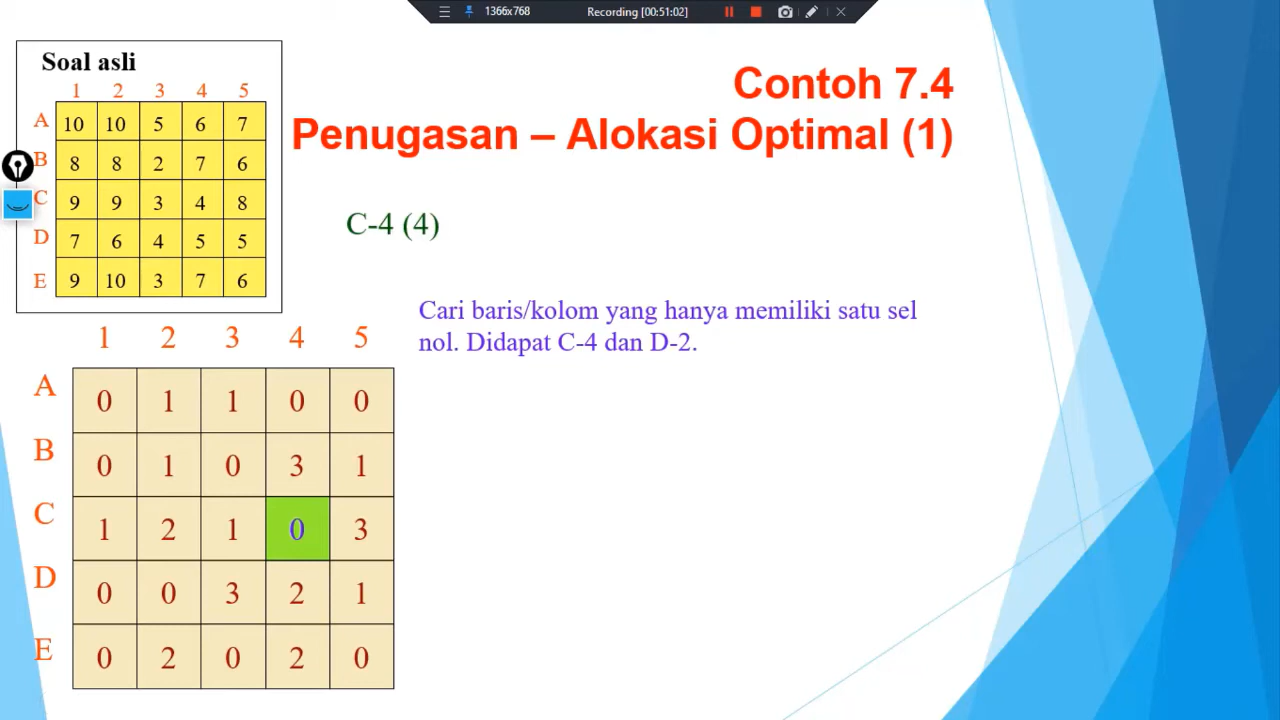 1366x768
Recording [00:51:02]
Soal asli
1 2 3 4 5
A 10 10 5 6 7
B 8 8 2 7 6
C 9 9 3 4 8
D 7 6 4 5 5
E 9 10 3 7 6
Contoh 7.4
Penugasan – Alokasi Optimal (1)
C-4 (4)
Cari baris/kolom yang hanya memiliki satu sel
nol. Didapat C-4 dan D-2.
1 2 3 4 5
A 0 1 1 0 0
B 0 1 0 3 1
C 1 2 1 0 3
D 0 0 3 2 1
E 0 2 0 2 0